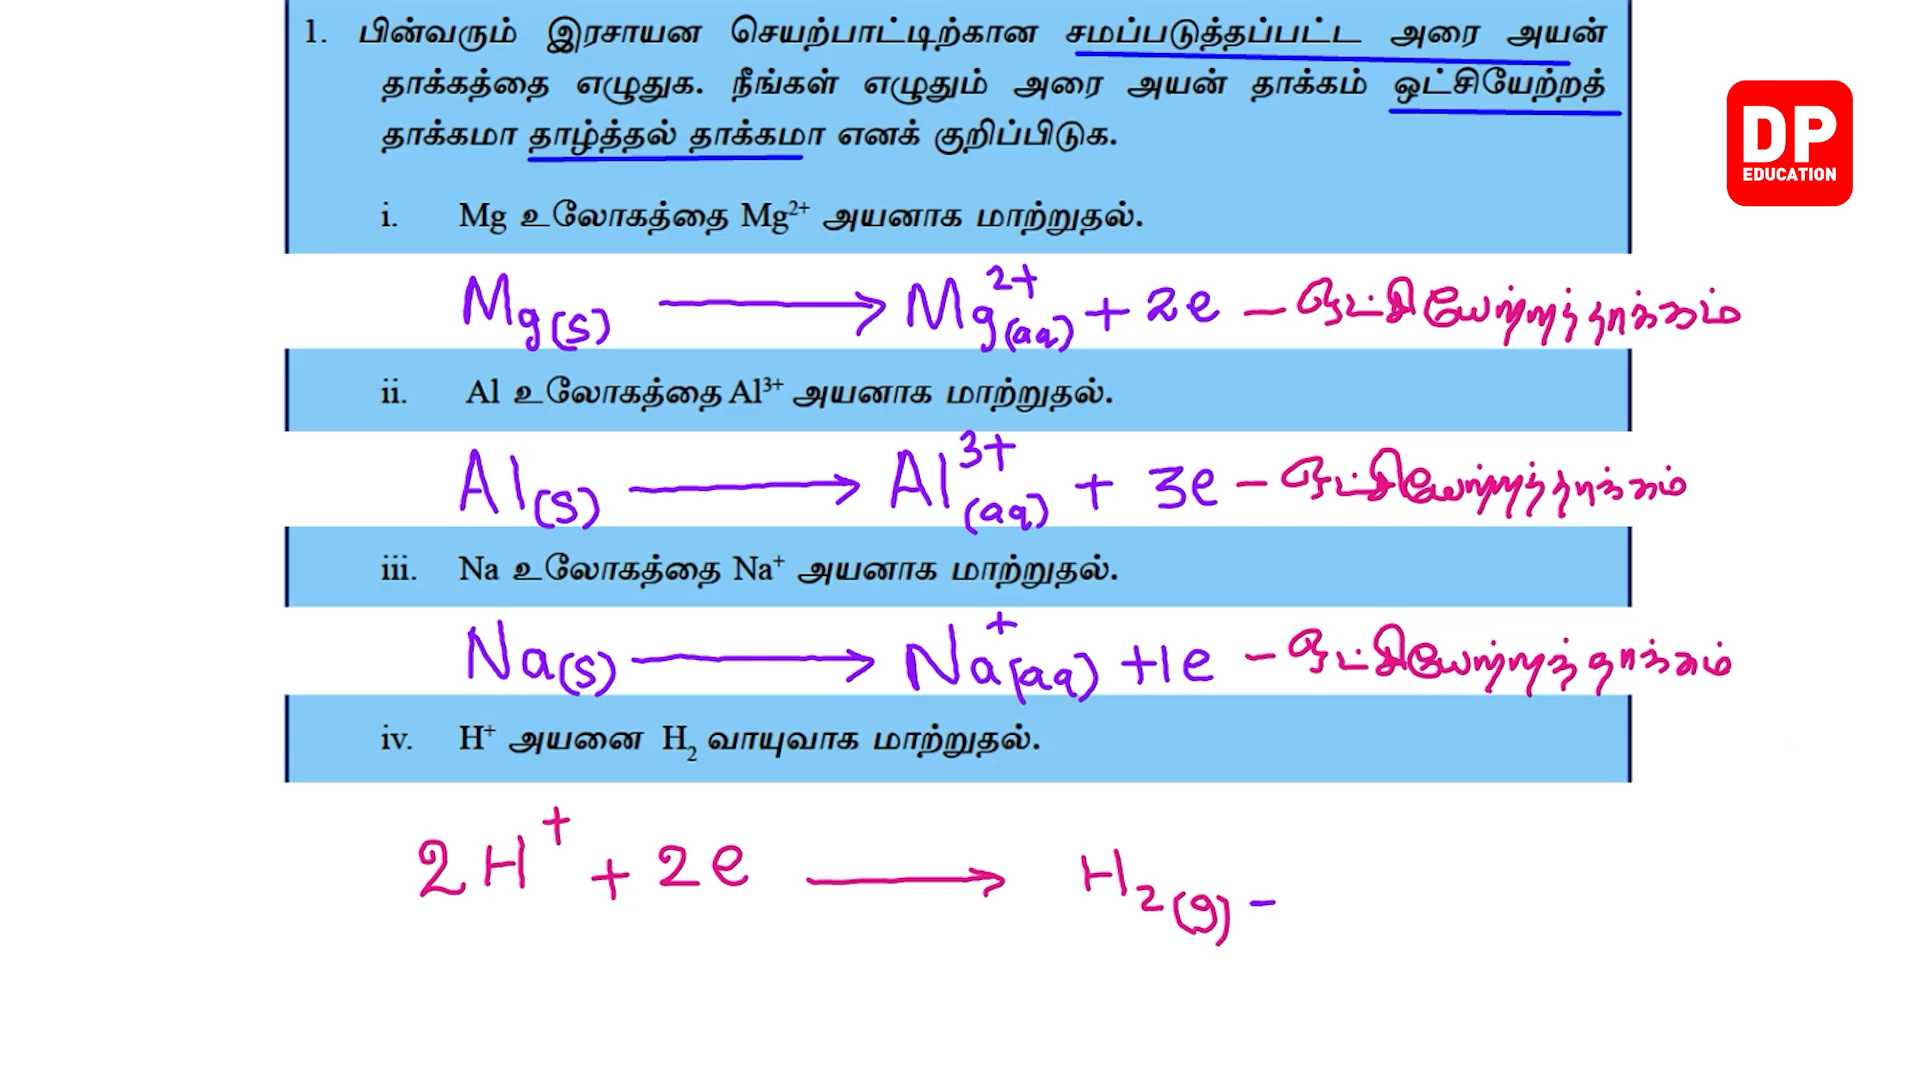 1. பின்வரும் இரசாயன செயற்பாட்டிற்கான சமப்படுத்தப்பட்ட அரை அயன்
தாக்கத்தை எழுதுக. நீங்கள் எழுதும் அரை அயன் தாக்கம் ஒட்சியேற்றத்
தாக்கமா தாழ்த்தல் தாக்கமா எனக் குறிப்பிடுக.
DP
EDUCATION
i. Mg உலோகத்தை Mg²⁺ அயனாக மாற்றுதல்.
Mg(s) ⟶ Mg²⁺(aq) + 2e – ஒட்சியேற்றந்தாக்கம்
ii. Al உலோகத்தை Al³⁺ அயனாக மாற்றுதல்.
Al(s) ⟶ Al³⁺(aq) + 3e – ஒட்சியேற்றந்தாக்கம்
iii. Na உலோகத்தை Na⁺ அயனாக மாற்றுதல்.
Na(s) ⟶ Na⁺(aq) +1e – ஒட்சியேற்றந்தாக்கம்
iv. H⁺ அயனை H₂ வாயுவாக மாற்றுதல்.
2H⁺ + 2e ⟶ H₂(g) –